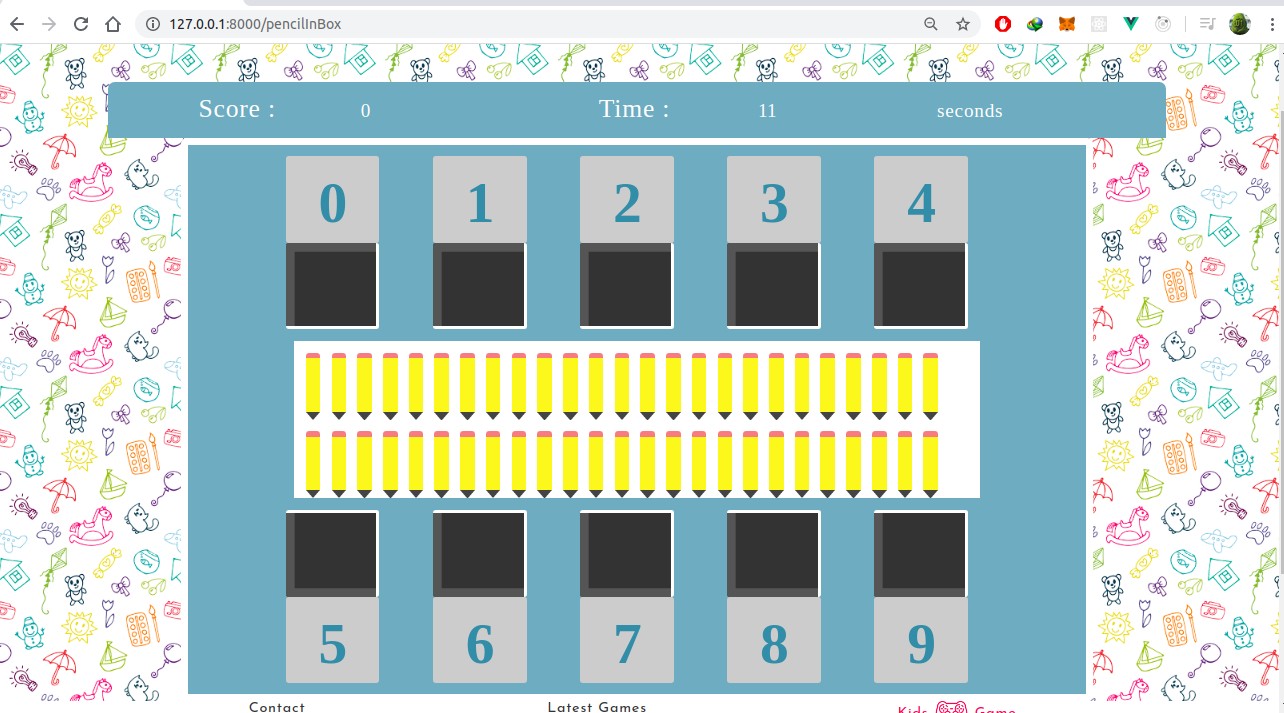 127.0.0.1:8000/pencilInBox
Score : 0 Time : 11 seconds
0 1 2 3 4
5 6 7 8 9
Contact Latest Games Kids Game